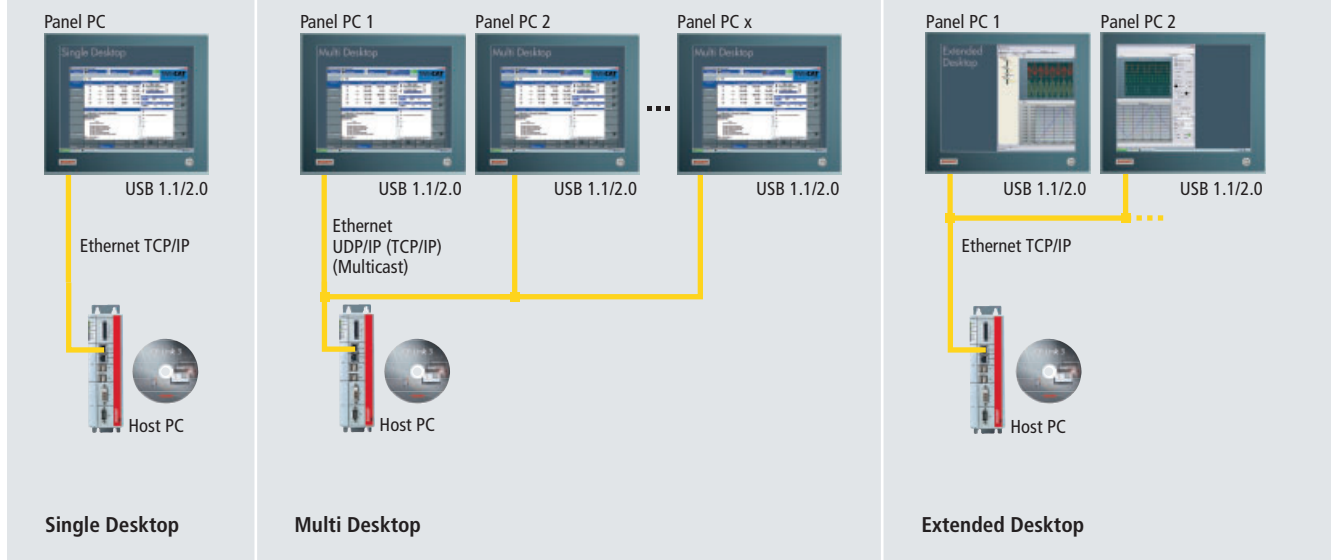 Panel PC
Single Desktop
USB 1.1/2.0
Ethernet TCP/IP
Host PC
Single Desktop
Panel PC 1
Panel PC 2
Panel PC x
Multi Desktop
Multi Desktop
Multi Desktop
...
USB 1.1/2.0
USB 1.1/2.0
USB 1.1/2.0
Ethernet
UDP/IP (TCP/IP)
(Multicast)
Host PC
Multi Desktop
Panel PC 1
Panel PC 2
Extended
Desktop
USB 1.1/2.0
USB 1.1/2.0
Ethernet TCP/IP
Host PC
Extended Desktop